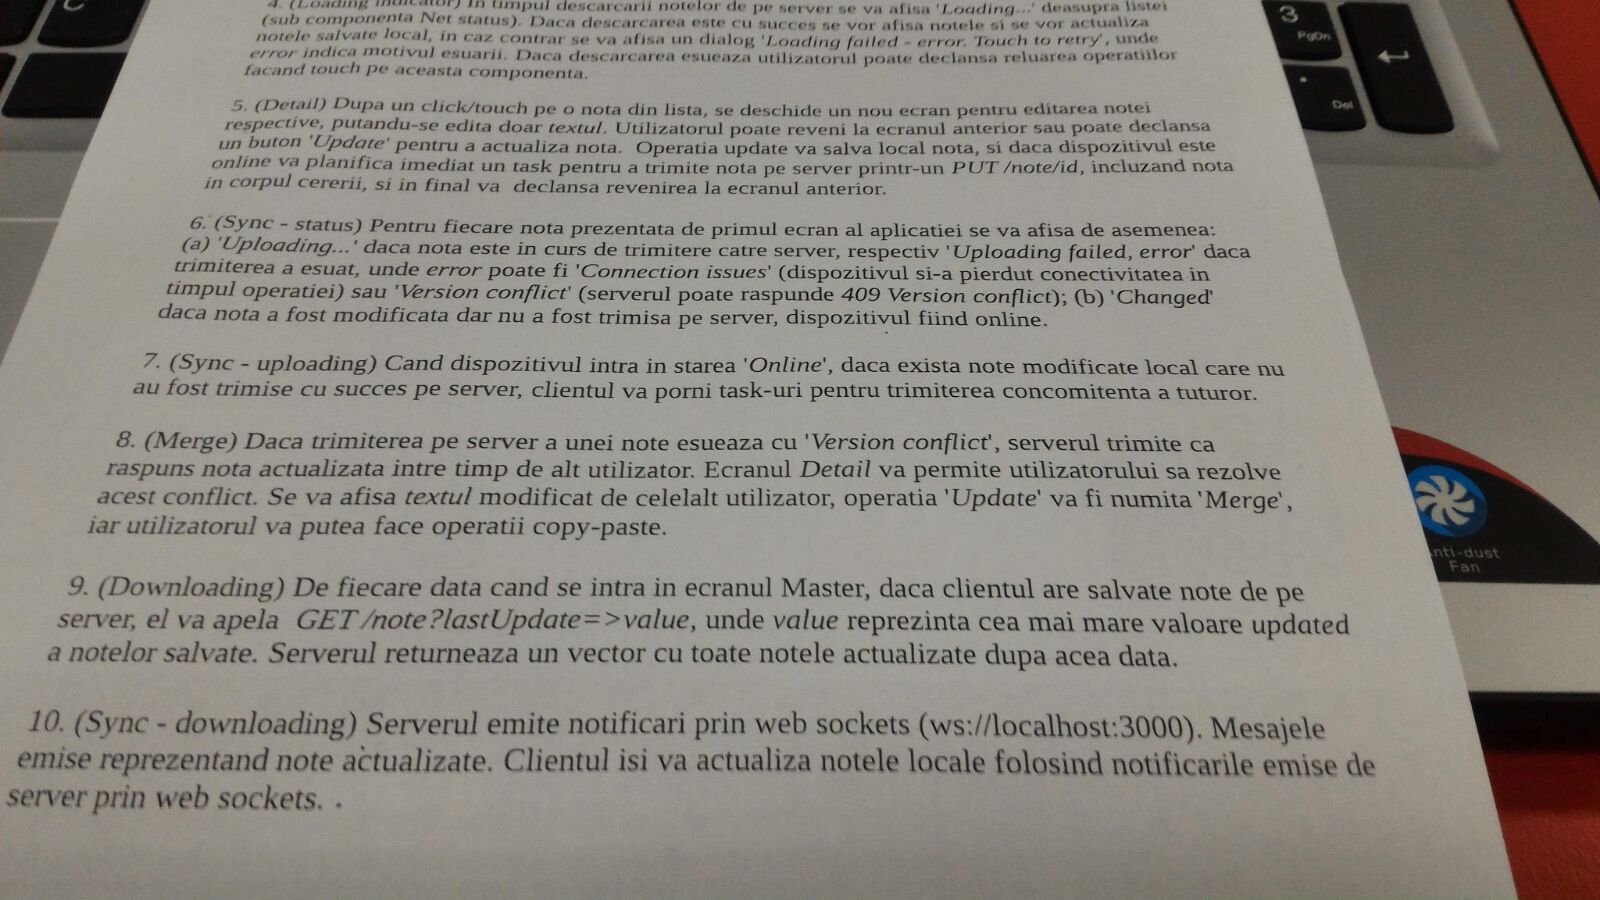 4. (Loading indicator) In timpul descarcarii notelor de pe server se va afisa 'Loading...' deasupra listei
(sub componenta Net status). Daca descarcarea este cu succes se vor afisa notele si se vor actualiza
notele salvate local, in caz contrar se va afisa un dialog 'Loading failed - error. Touch to retry', unde
error indica motivul esuarii. Daca descarcarea esueaza utilizatorul poate declansa reluarea operatiilor
facand touch pe aceasta componenta.
5. (Detail) Dupa un click/touch pe o nota din lista, se deschide un nou ecran pentru editarea notei
respective, putandu-se edita doar textul. Utilizatorul poate reveni la ecranul anterior sau poate declansa
un buton 'Update' pentru a actualiza nota. Operatia update va salva local nota, si daca dispozitivul este
online va planifica imediat un task pentru a trimite nota pe server printr-un PUT /note/id, incluzand nota
in corpul cererii, si in final va declansa revenirea la ecranul anterior.
6. (Sync - status) Pentru fiecare nota prezentata de primul ecran al aplicatiei se va afisa de asemenea:
(a) 'Uploading...' daca nota este in curs de trimitere catre server, respectiv 'Uploading failed, error' daca
trimiterea a esuat, unde error poate fi 'Connection issues' (dispozitivul si-a pierdut conectivitatea in
timpul operatiei) sau 'Version conflict' (serverul poate raspunde 409 Version conflict); (b) 'Changed'
daca nota a fost modificata dar nu a fost trimisa pe server, dispozitivul fiind online.
7. (Sync - uploading) Cand dispozitivul intra in starea 'Online', daca exista note modificate local care nu
au fost trimise cu succes pe server, clientul va porni task-uri pentru trimiterea concomitenta a tuturor.
8. (Merge) Daca trimiterea pe server a unei note esueaza cu 'Version conflict', serverul trimite ca
raspuns nota actualizata intre timp de alt utilizator. Ecranul Detail va permite utilizatorului sa rezolve
acest conflict. Se va afisa textul modificat de celelalt utilizator, operatia 'Update' va fi numita 'Merge',
iar utilizatorul va putea face operatii copy-paste.
9. (Downloading) De fiecare data cand se intra in ecranul Master, daca clientul are salvate note de pe
server, el va apela GET /note?lastUpdate=>value, unde value reprezinta cea mai mare valoare updated
a notelor salvate. Serverul returneaza un vector cu toate notele actualizate dupa acea data.
10. (Sync - downloading) Serverul emite notificari prin web sockets (ws://localhost:3000). Mesajele
emise reprezentand note actualizate. Clientul isi va actualiza notele locale folosind notificarile emise de
server prin web sockets. .
C
3
PgDn
.
Del
nti-dust
Fan